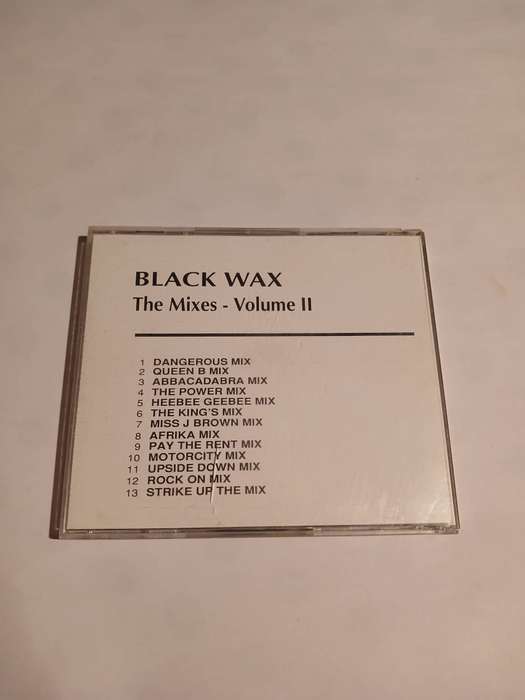 BLACK WAX
The Mixes - Volume II
1 DANGEROUS MIX
2 QUEEN B MIX
3 ABBACADABRA MIX
4 THE POWER MIX
5 HEEBEE GEEBEE MIX
6 THE KING'S MIX
7 MISS J BROWN MIX
8 AFRIKA MIX
9 PAY THE RENT MIX
10 MOTORCITY MIX
11 UPSIDE DOWN MIX
12 ROCK ON MIX
13 STRIKE UP THE MIX